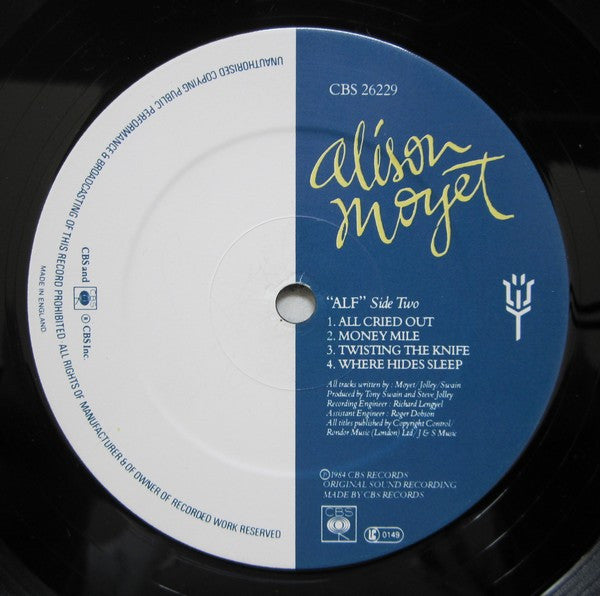 CBS 26229
alison
moyet
"ALF" Side Two
1. ALL CRIED OUT
2. MONEY MILE
3. TWISTING THE KNIFE
4. WHERE HIDES SLEEP
All tracks written by : Moyet/Jolley/Swain
Produced by Tony Swain and Steve Jolley
Recording Engineer : Richard Lengyel
Assistant Engineer : Roger Dobson
All titles published by Copyright Control/
Rondor Music (London) Ltd/J & S Music
Ⓟ1984 CBS RECORDS
ORIGINAL SOUND RECORDING
MADE BY CBS RECORDS
CBS
LC 0149
UNAUTHORISED COPYING PUBLIC PERFORMANCE & BROADCASTING OF THIS RECORD PROHIBITED ALL RIGHTS OF MANUFACTURER & OF OWNER OF RECORDED WORK RESERVED
MADE IN ENGLAND
CBS and
® CBS Inc.